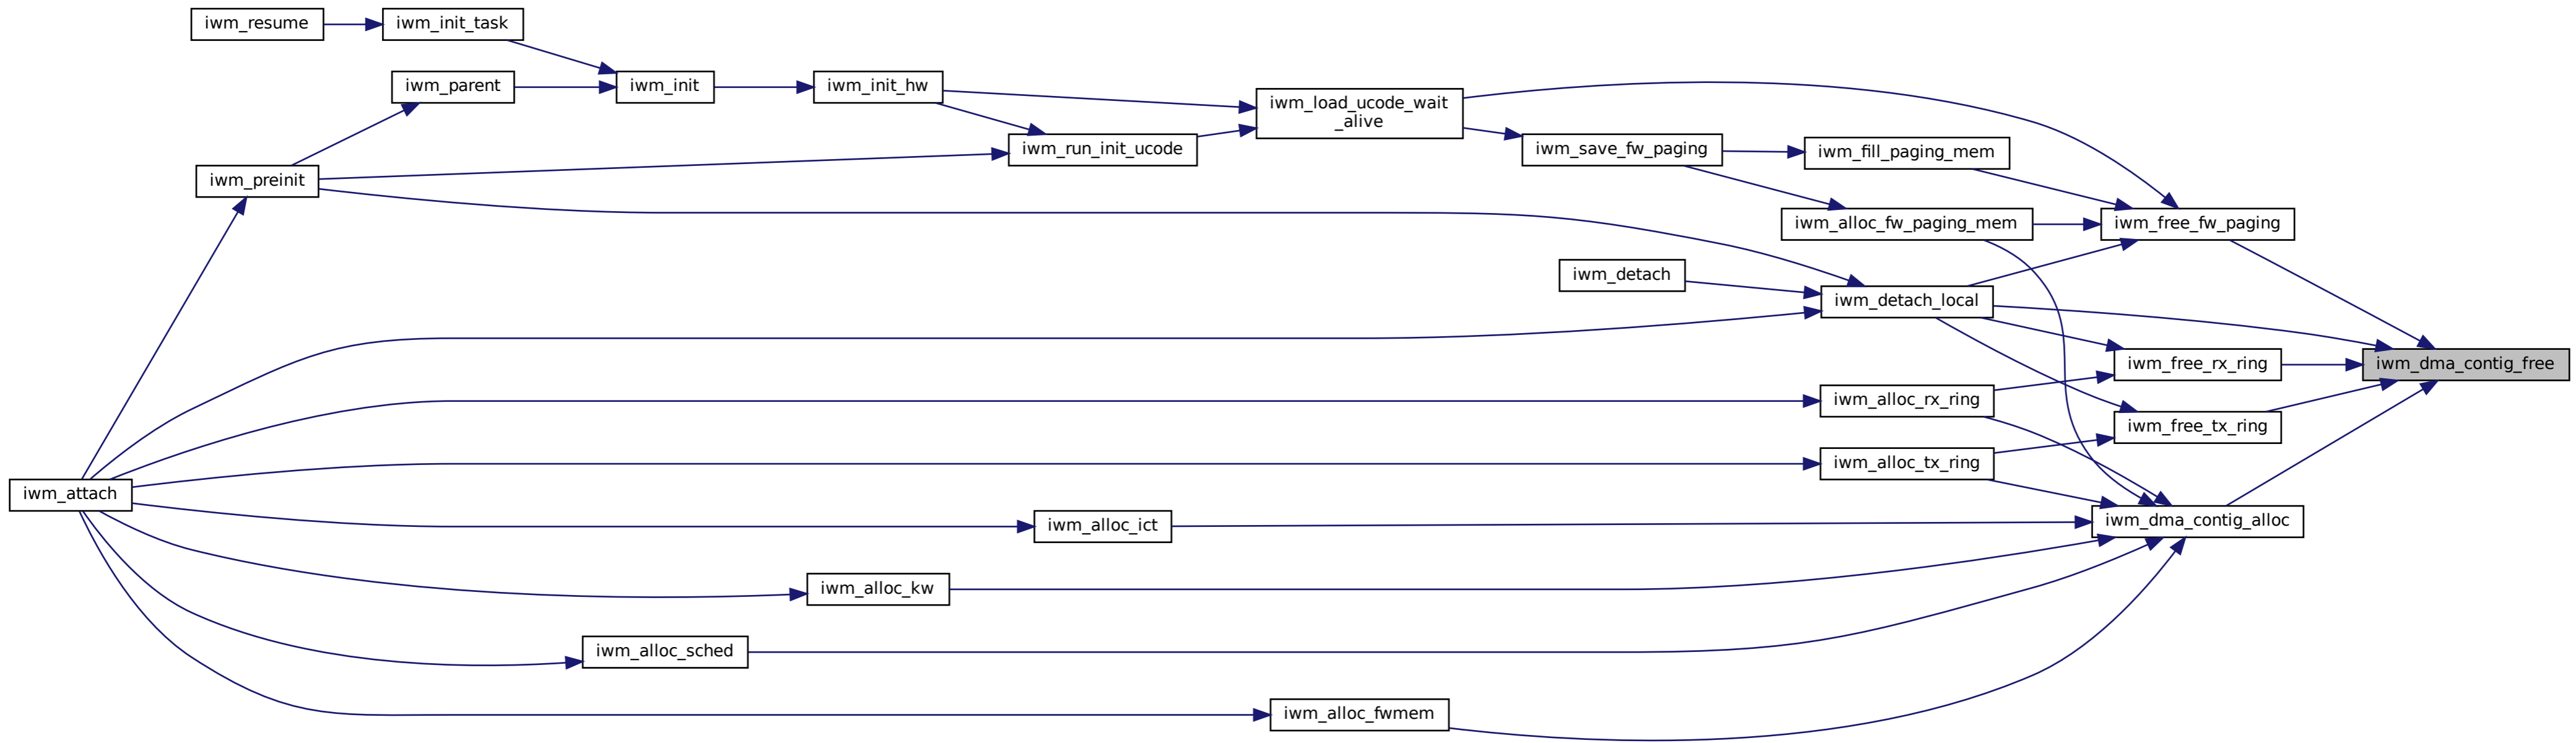 iwm_resume
iwm_init_task
iwm_parent
iwm_init
iwm_init_hw
iwm_load_ucode_wait
_alive
iwm_run_init_ucode
iwm_save_fw_paging
iwm_fill_paging_mem
iwm_preinit
iwm_alloc_fw_paging_mem
iwm_free_fw_paging
iwm_detach
iwm_detach_local
iwm_free_rx_ring
iwm_dma_contig_free
iwm_alloc_rx_ring
iwm_free_tx_ring
iwm_alloc_tx_ring
iwm_attach
iwm_alloc_ict
iwm_dma_contig_alloc
iwm_alloc_kw
iwm_alloc_sched
iwm_alloc_fwmem